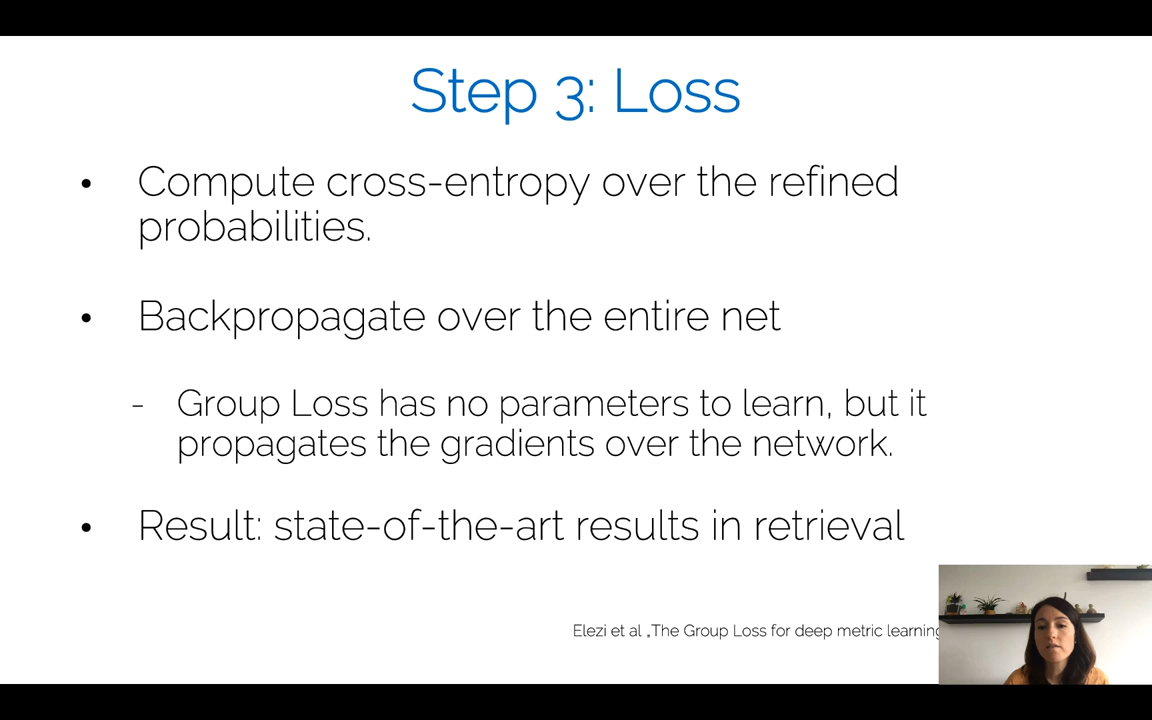 Step 3: Loss
• Compute cross-entropy over the refined
probabilities.
• Backpropagate over the entire net
- Group Loss has no parameters to learn, but it
propagates the gradients over the network.
• Result: state-of-the-art results in retrieval
Elezi et al „The Group Loss for deep metric learning